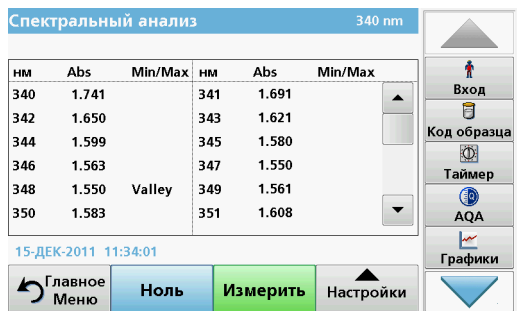 Спектральный анализ 340 nm
нм Abs Min/Max нм Abs Min/Max
340 1.741 341 1.691
342 1.650 343 1.621
344 1.599 345 1.580
346 1.563 347 1.550
348 1.550 Valley 349 1.561
350 1.583 351 1.608
15-ДЕК-2011 11:34:01
Главное
Меню
Ноль
Измерить
Настройки
Вход
Код образца
Таймер
AQA
Графики